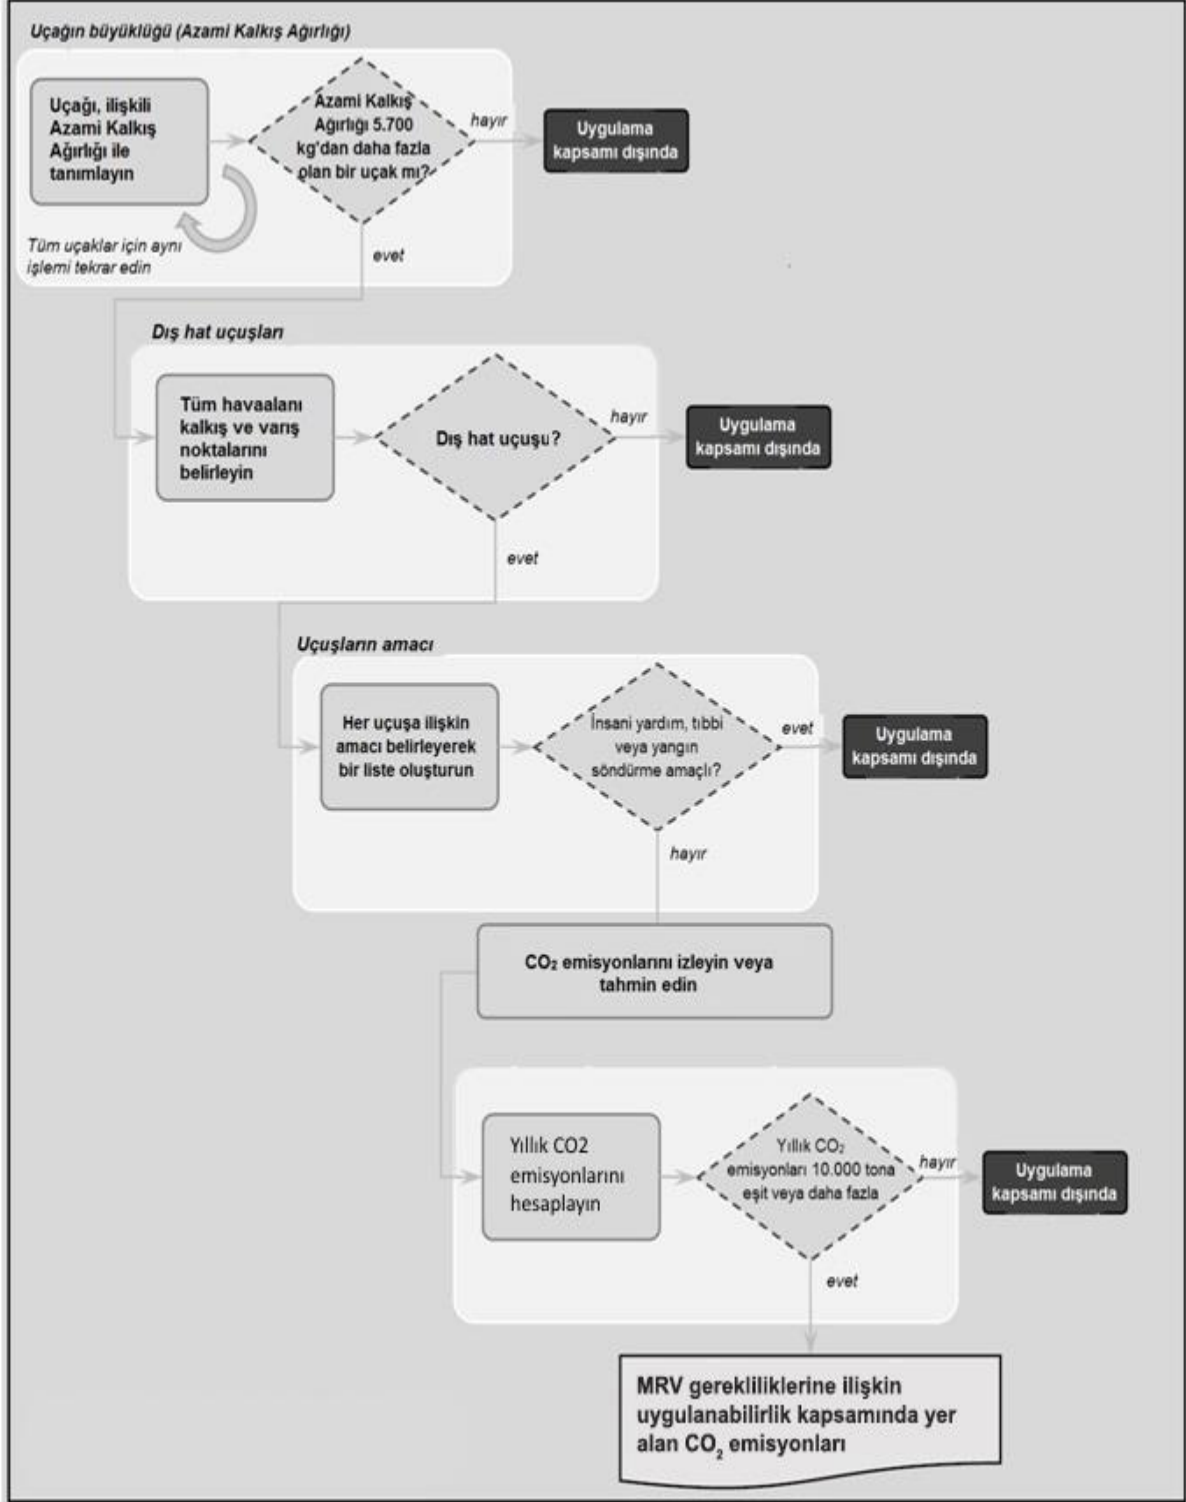 Uçağın büyüklüğü (Azami Kalkış Ağırlığı)
Uçağı, ilişkili
Azami Kalkış
Ağırlığı ile
tanımlayın
Azami Kalkış
Ağırlığı 5.700
kg'dan daha fazla
olan bir uçak mı?
hayır
Uygulama
kapsamı dışında
Tüm uçaklar için aynı
işlemi tekrar edin
evet
Dış hat uçuşları
Tüm havaalanı
kalkış ve varış
noktalarını
belirleyin
Dış hat uçuşu?
hayır
Uygulama
kapsamı dışında
evet
Uçuşların amacı
Her uçuşa ilişkin
amacı belirleyerek
bir liste oluşturun
İnsani yardım, tıbbi
veya yangın
söndürme amaçlı?
evet
Uygulama
kapsamı dışında
hayır
CO₂ emisyonlarını izleyin veya
tahmin edin
Yıllık CO2
emisyonlarını
hesaplayın
Yıllık CO₂
emisyonları 10.000 tona
eşit veya daha fazla
hayır
Uygulama
kapsamı dışında
evet
MRV gerekliliklerine ilişkin
uygulanabilirlik kapsamında yer
alan CO₂ emisyonları